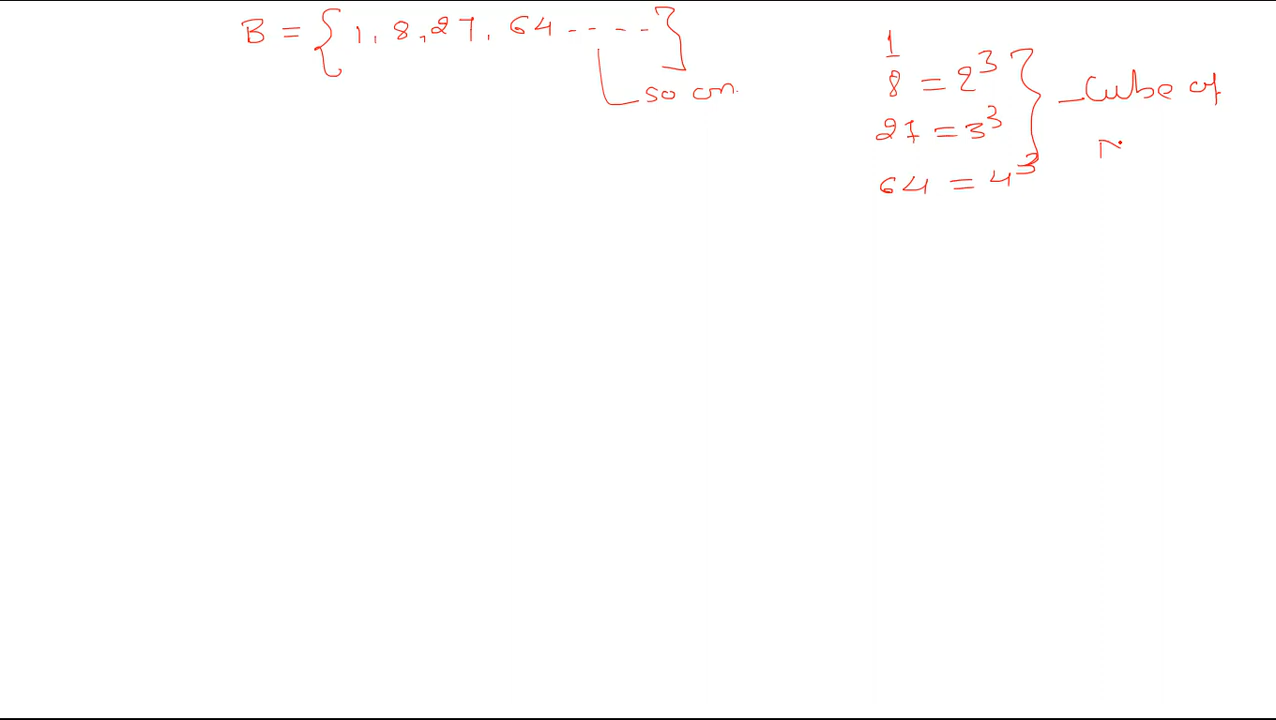 B = { 1, 8, 27, 64 - - - - }
so on.
1
8 = 2³
27 = 3³
64 = 4³
} - Cube of